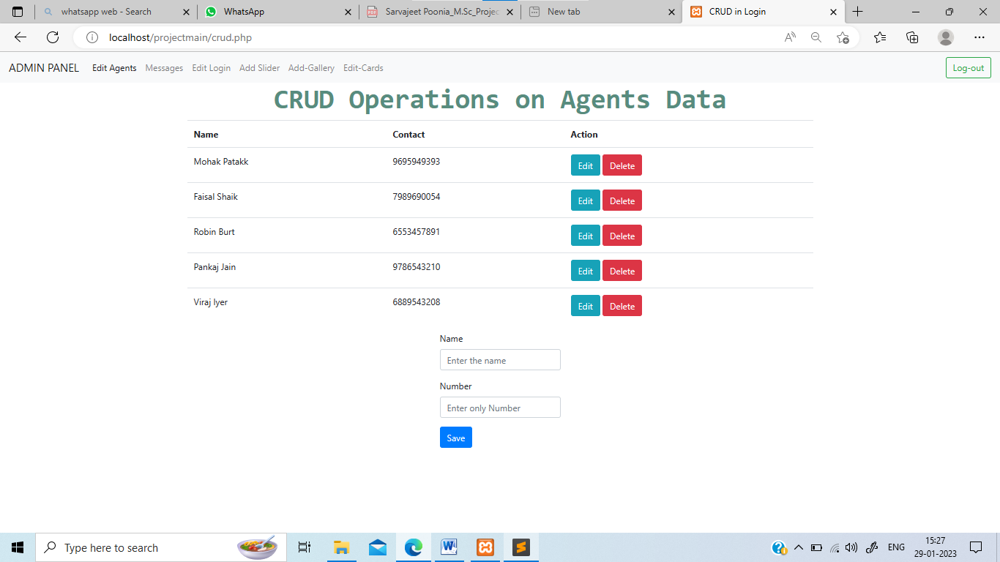 whatsapp web - Search WhatsApp Sarvajeet Poonia_M.Sc_Projec New tab CRUD in Login
localhost/projectmain/crud.php
ADMIN PANEL Edit Agents Messages Edit Login Add Slider Add-Gallery Edit-Cards Log-out
CRUD Operations on Agents Data
Name Contact Action
Mohak Patakk 9695949393 Edit Delete
Faisal Shaik 7989690054 Edit Delete
Robin Burt 6553457891 Edit Delete
Pankaj Jain 9786543210 Edit Delete
Viraj Iyer 6889543208 Edit Delete
Name
Enter the name
Number
Enter only Number
Save
Type here to search ENG 15:27
29-01-2023